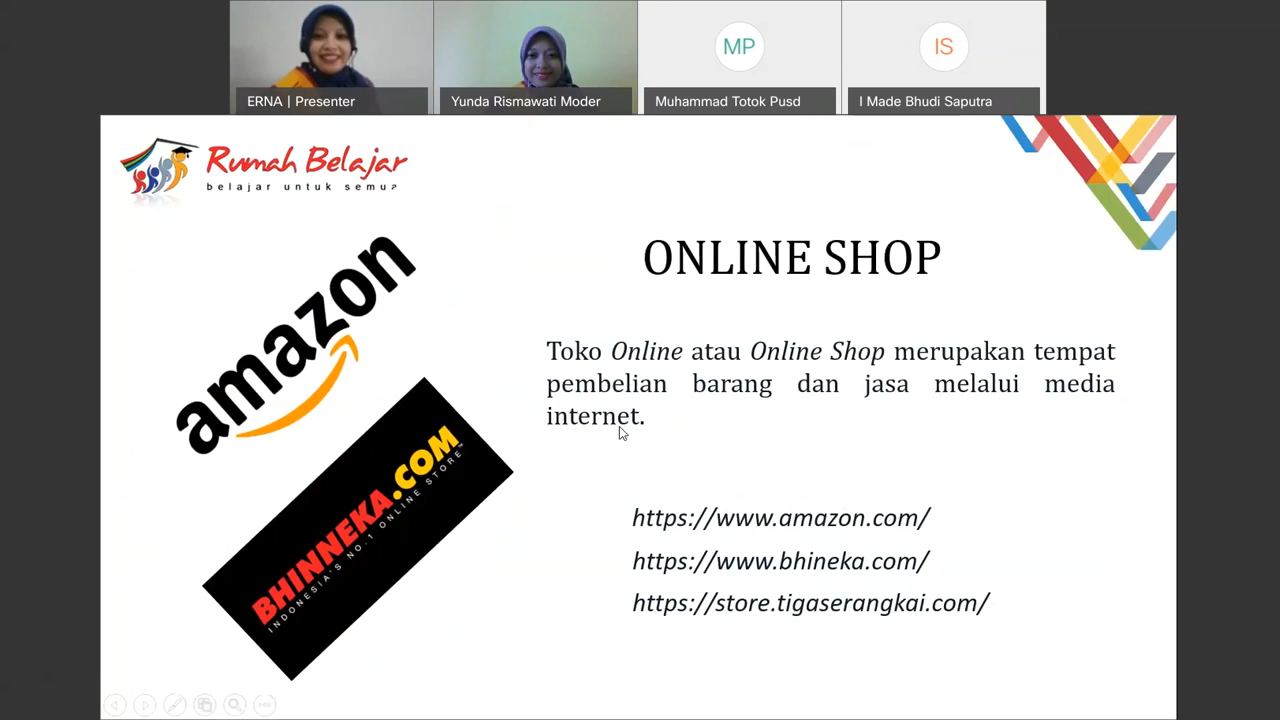 ERNA | Presenter
Yunda Rismawati Moder
MP
Muhammad Totok Pusd
IS
I Made Bhudi Saputra
Rumah Belajar
belajar untuk semua
ONLINE SHOP
amazon
Toko Online atau Online Shop merupakan tempat
pembelian barang dan jasa melalui media
internet.
BHINNEKA.COM
INDONESIA'S NO.1 ONLINE STORE™
https://www.amazon.com/
https://www.bhineka.com/
https://store.tigaserangkai.com/